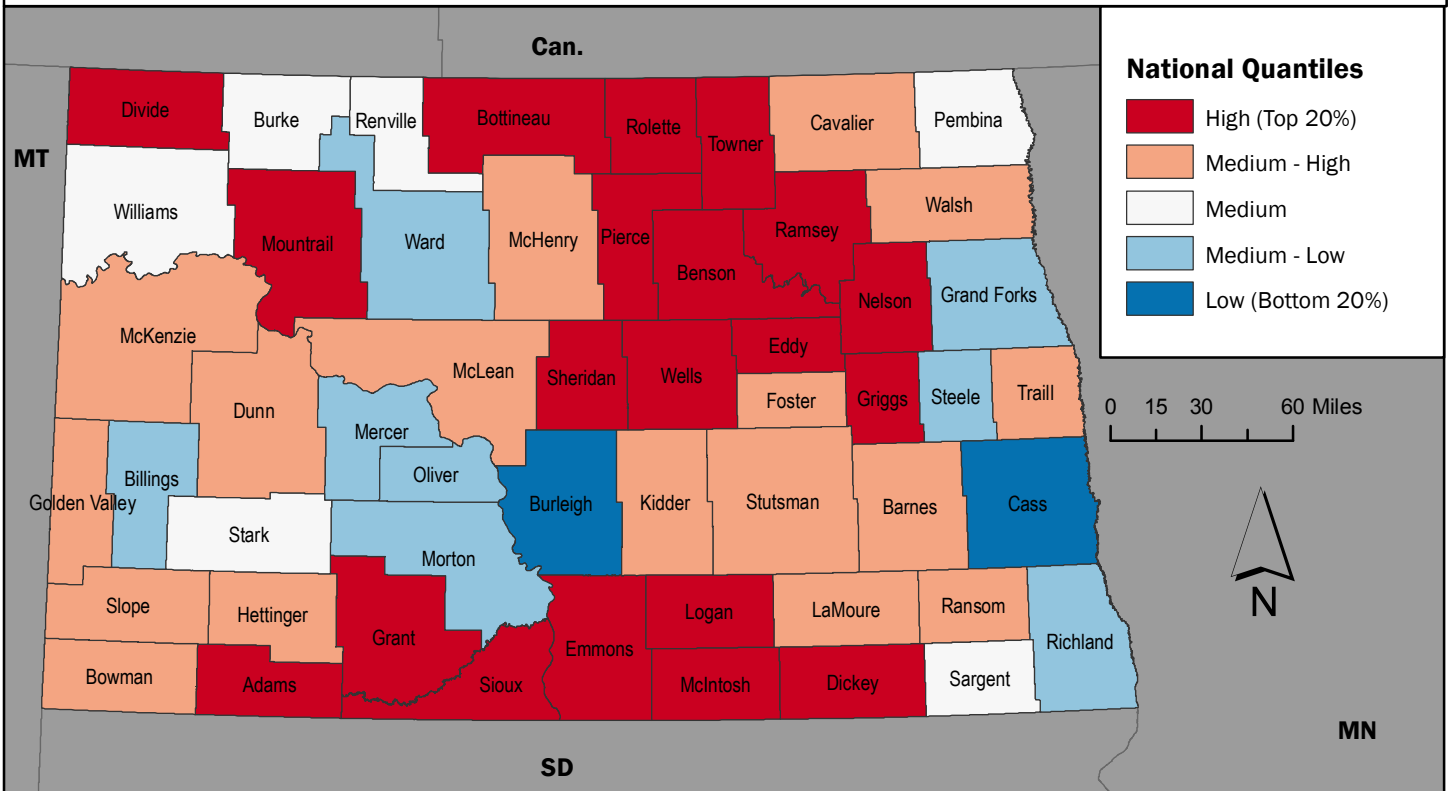 Can.
National Quantiles
High (Top 20%)
Medium - High
Medium
Medium - Low
Low (Bottom 20%)
MT
Divide
Burke
Renville
Bottineau
Rolette
Towner
Cavalier
Pembina
Williams
Mountrail
Ward
McHenry
Pierce
Benson
Ramsey
Walsh
Nelson
Grand Forks
McKenzie
Dunn
McLean
Sheridan
Wells
Eddy
Foster
Griggs
Steele
Traill
0 15 30 60 Miles
Golden Valley
Billings
Stark
Mercer
Oliver
Morton
Burleigh
Kidder
Stutsman
Barnes
Cass
N
Slope
Hettinger
Grant
Bowman
Adams
Sioux
Emmons
Logan
McIntosh
LaMoure
Dickey
Ransom
Sargent
Richland
SD
MN